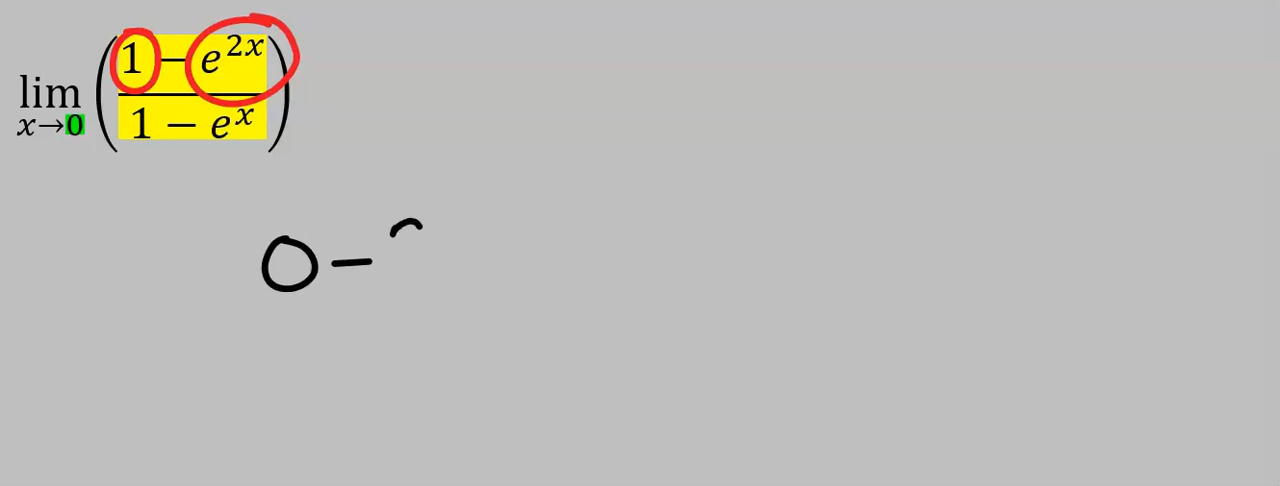 lim x→0 ( (1 − e^{2x}) / (1 − e^x) )
0 −